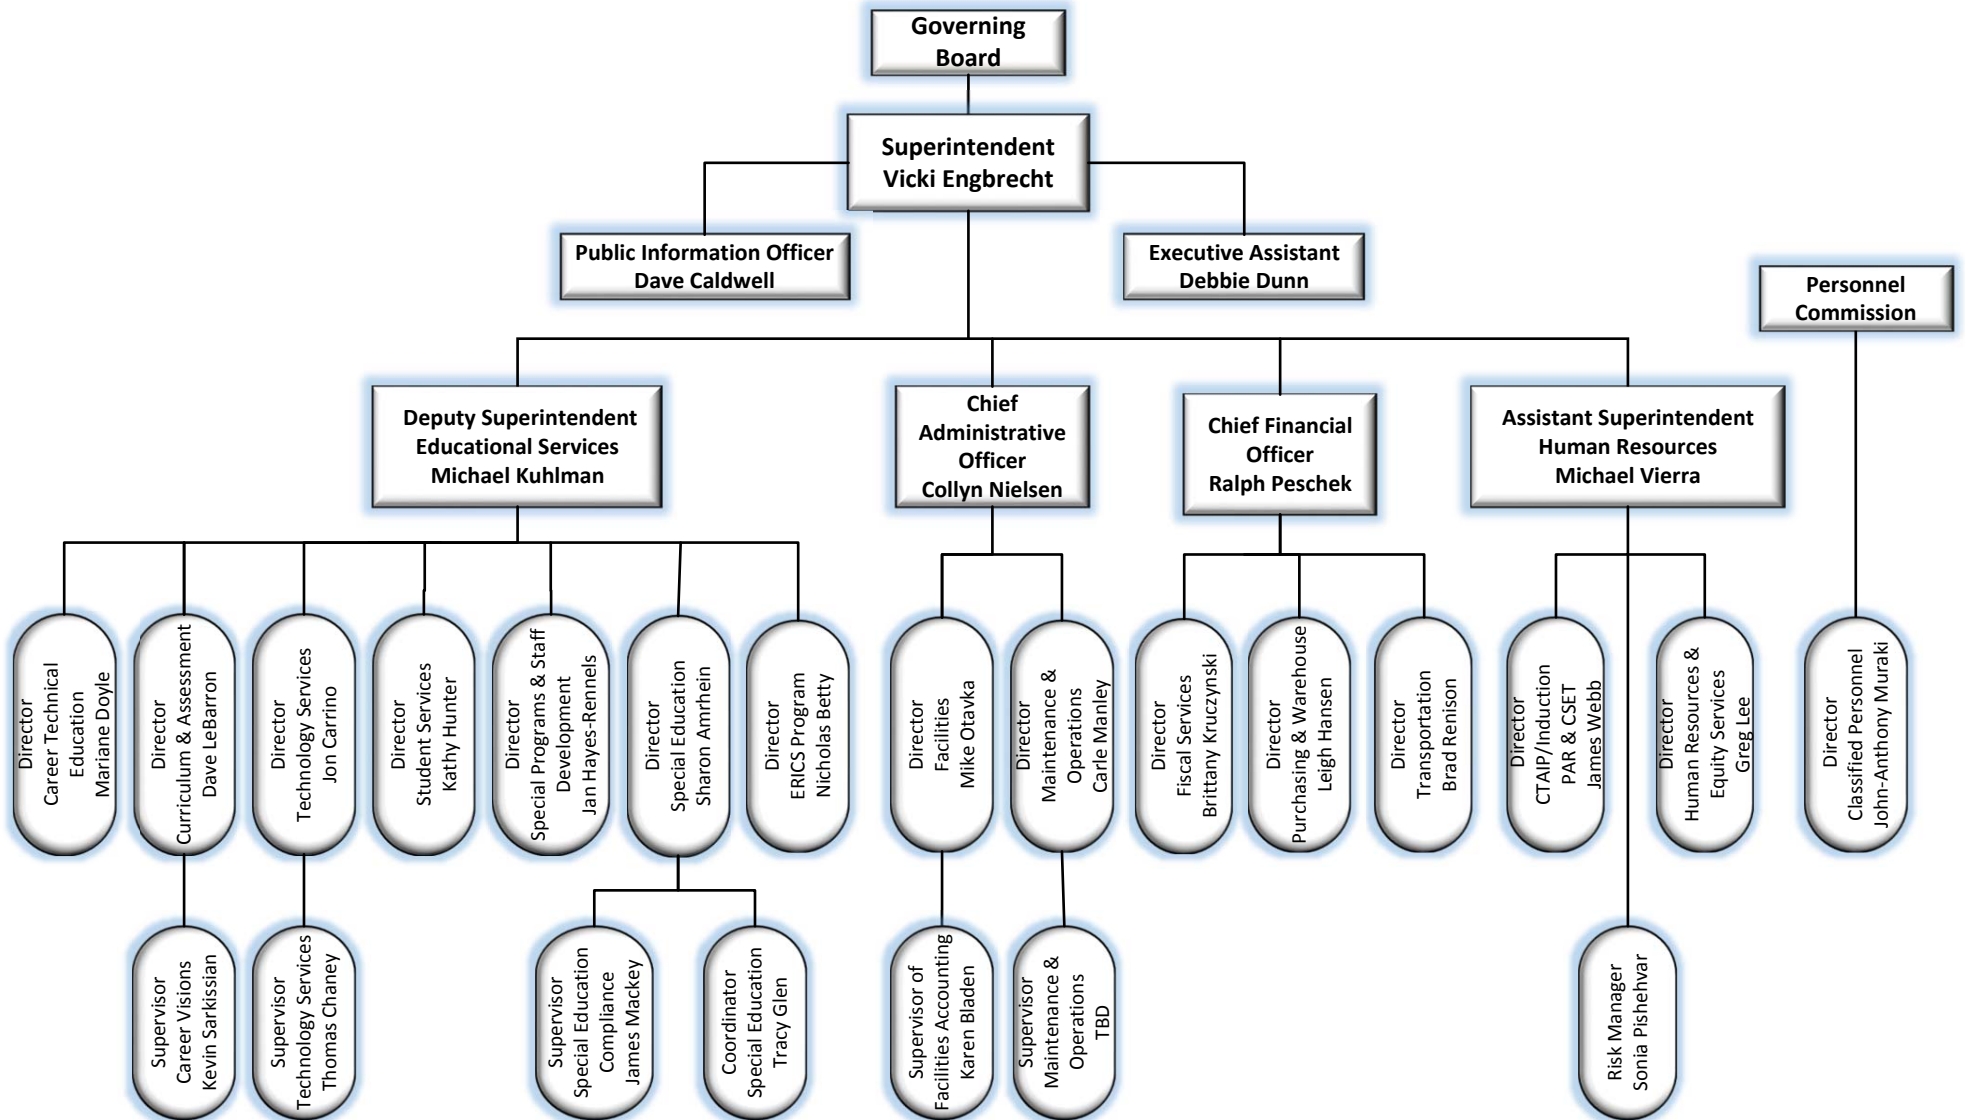 Governing
Board
Superintendent
Vicki Engbrecht
Public Information Officer
Dave Caldwell
Executive Assistant
Debbie Dunn
Personnel
Commission
Deputy Superintendent
Educational Services
Michael Kuhlman
Chief
Administrative
Officer
Collyn Nielsen
Chief Financial
Officer
Ralph Peschek
Assistant Superintendent
Human Resources
Michael Vierra
Director
Career Technical
Education
Mariane Doyle
Director
Curriculum & Assessment
Dave LeBarron
Director
Technology Services
Jon Carrino
Director
Student Services
Kathy Hunter
Director
Special Programs & Staff
Development
Jan Hayes-Rennels
Director
Special Education
Sharon Amrhein
Director
ERICS Program
Nicholas Betty
Director
Facilities
Mike Otavka
Director
Maintenance &
Operations
Carle Manley
Director
Fiscal Services
Brittany Kruczynski
Director
Purchasing & Warehouse
Leigh Hansen
Director
Transportation
Brad Renison
Director
CTAIP/Induction
PAR & CSET
James Webb
Director
Human Resources &
Equity Services
Greg Lee
Director
Classified Personnel
John-Anthony Muraki
Supervisor
Career Visions
Kevin Sarkissian
Supervisor
Technology Services
Thomas Chaney
Supervisor
Special Education
Compliance
James Mackey
Coordinator
Special Education
Tracy Glen
Supervisor of
Facilities Accounting
Karen Bladen
Supervisor
Maintenance &
Operations
TBD
Risk Manager
Sonia Pishehvar